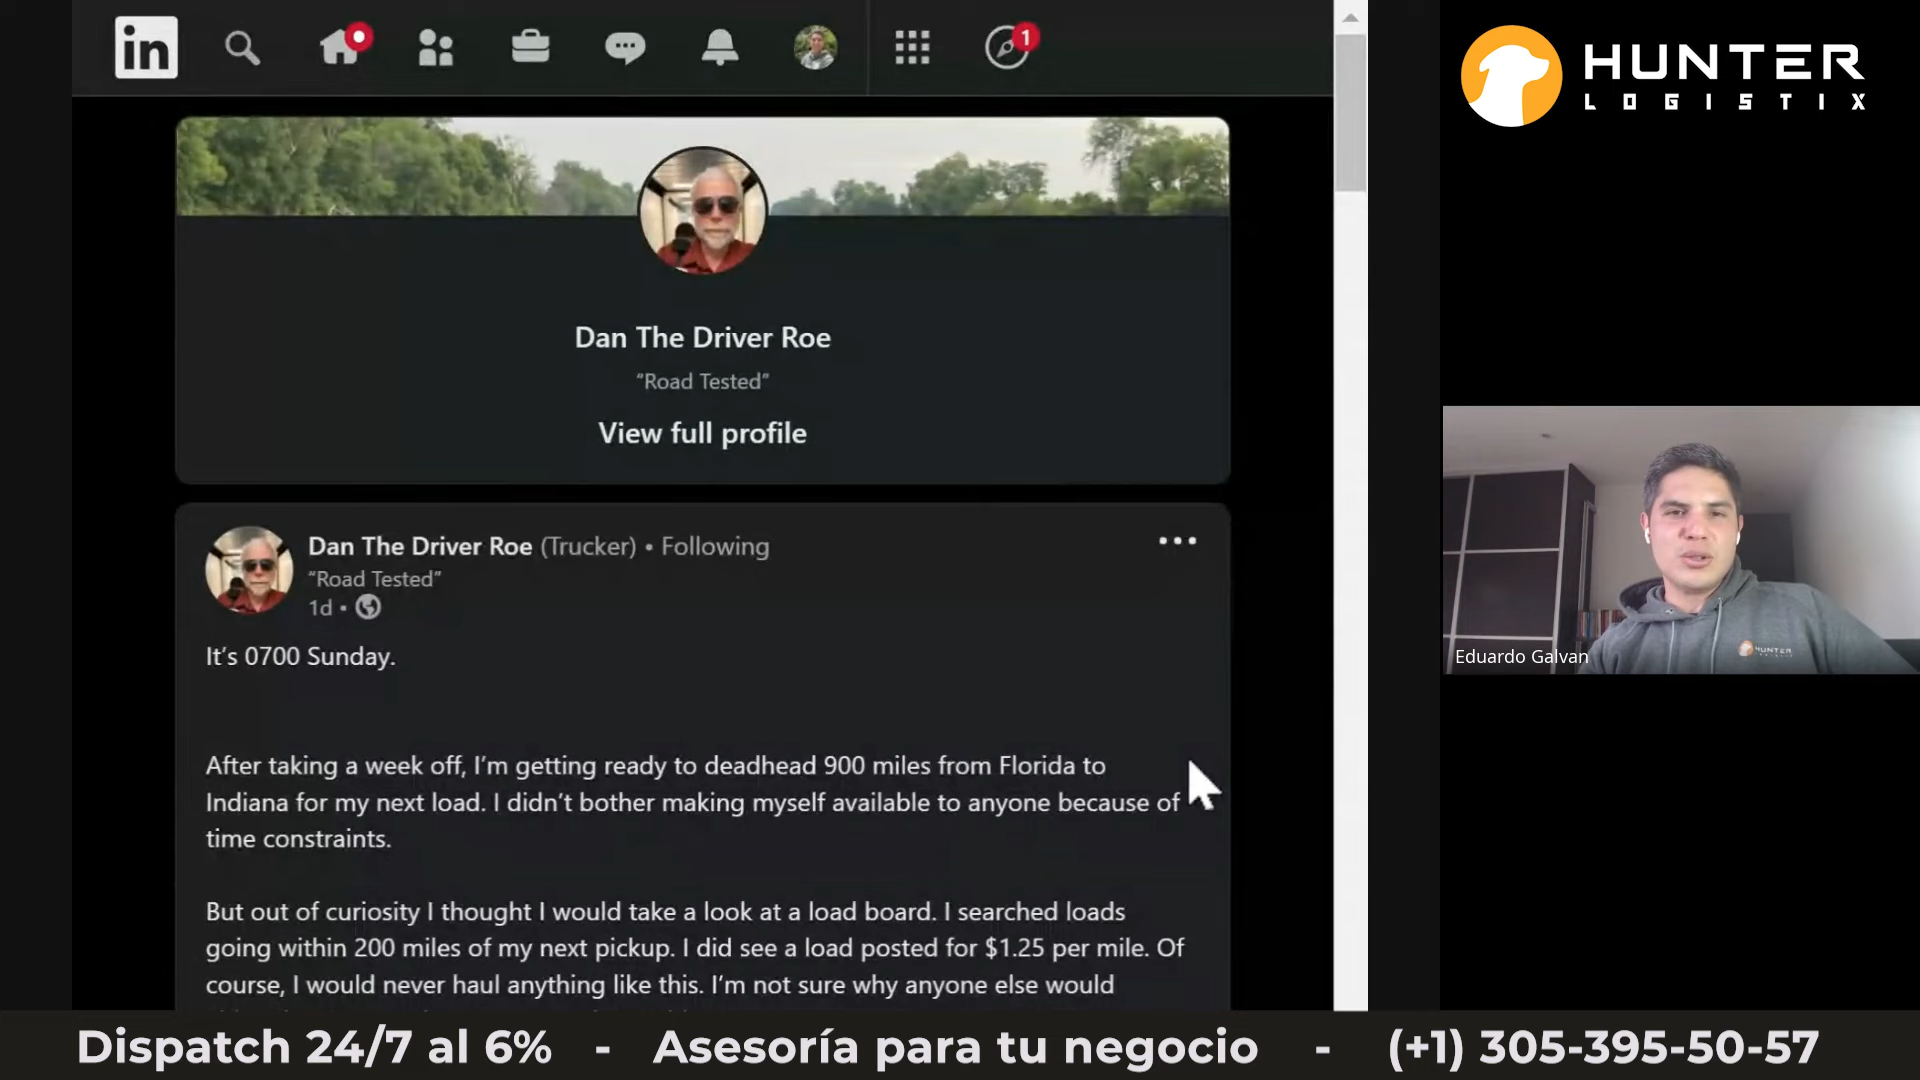 in
1
HUNTER
LOGISTIX
Dan The Driver Roe
“Road Tested”
View full profile
Dan The Driver Roe (Trucker) • Following
“Road Tested”
1d •
It’s 0700 Sunday.
After taking a week off, I’m getting ready to deadhead 900 miles from Florida to
Indiana for my next load. I didn’t bother making myself available to anyone because of
time constraints.
But out of curiosity I thought I would take a look at a load board. I searched loads
going within 200 miles of my next pickup. I did see a load posted for $1.25 per mile. Of
course, I would never haul anything like this. I’m not sure why anyone else would
HUNTER
Eduardo Galvan
Dispatch 24/7 al 6% - Asesoría para tu negocio - (+1) 305-395-50-57